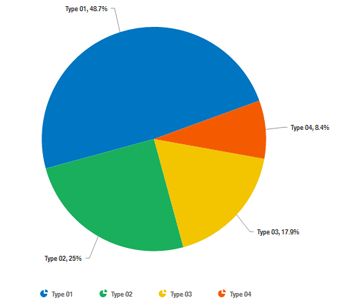 Type 01, 48.7%
Type 04, 8.4%
Type 03, 17.9%
Type 02, 25%
Type 01 Type 02 Type 03 Type 04